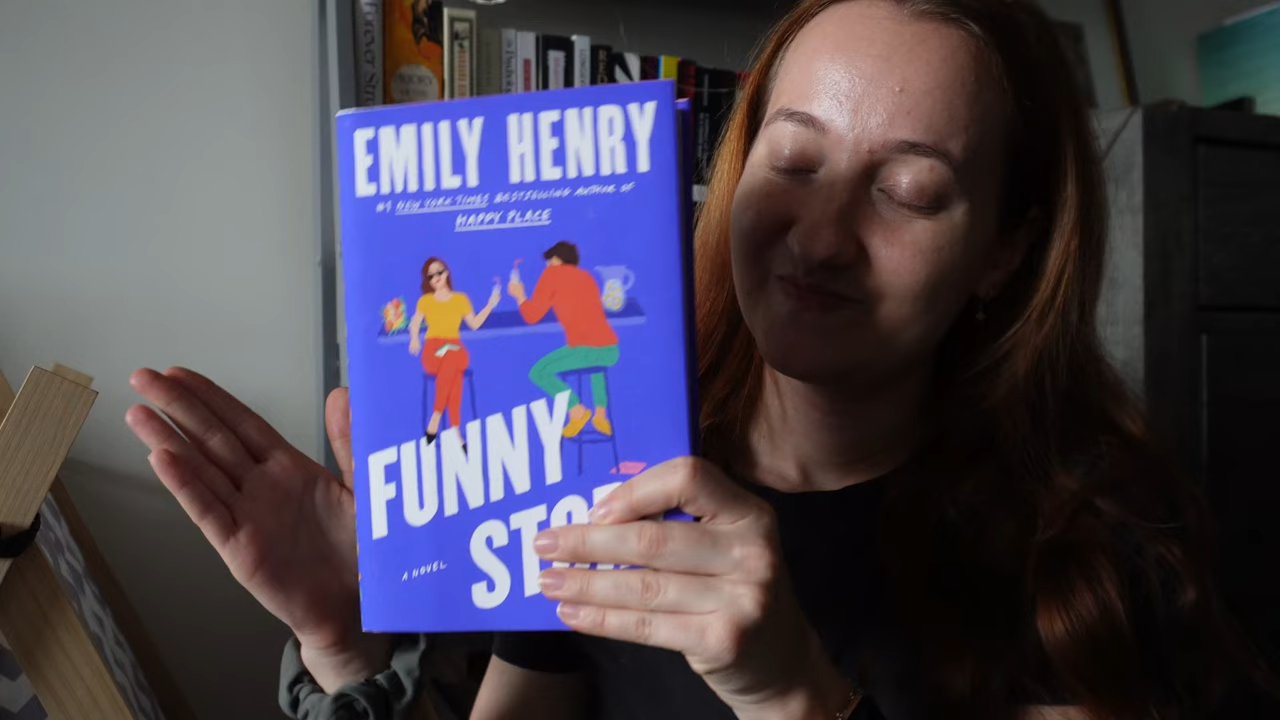 EMILY HENRY
#1 NEW YORK TIMES BESTSELLING AUTHOR OF
HAPPY PLACE
FUNNY
STO
A NOVEL